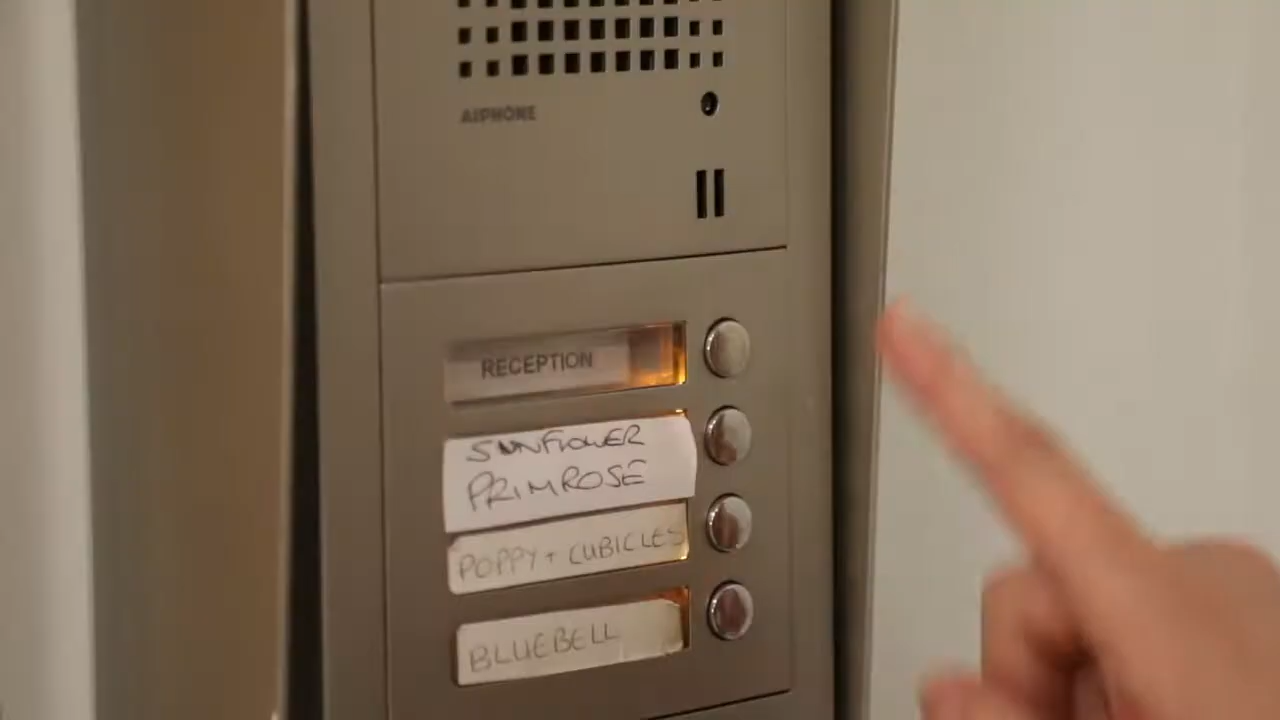 AIPHONE
RECEPTION
SUNFLOWER
PRIMROSE
POPPY + CUBICLES
BLUEBELL